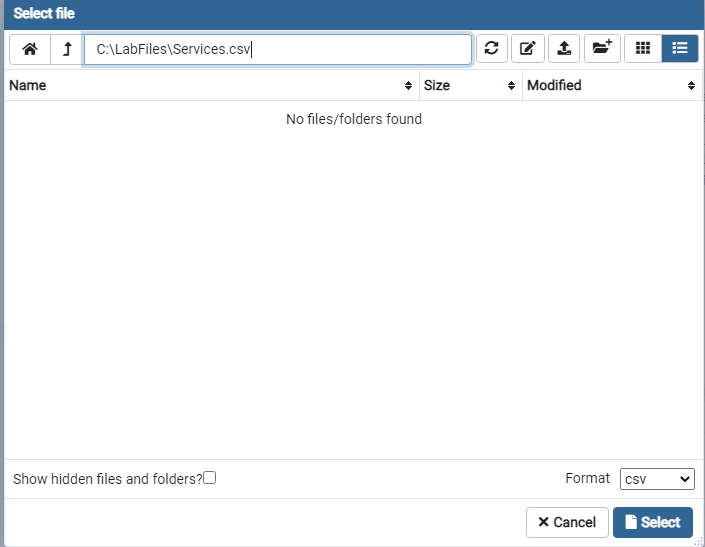 Select file
C:\LabFiles\Services.csv
Name Size Modified
No files/folders found
Show hidden files and folders? Format csv
Cancel Select